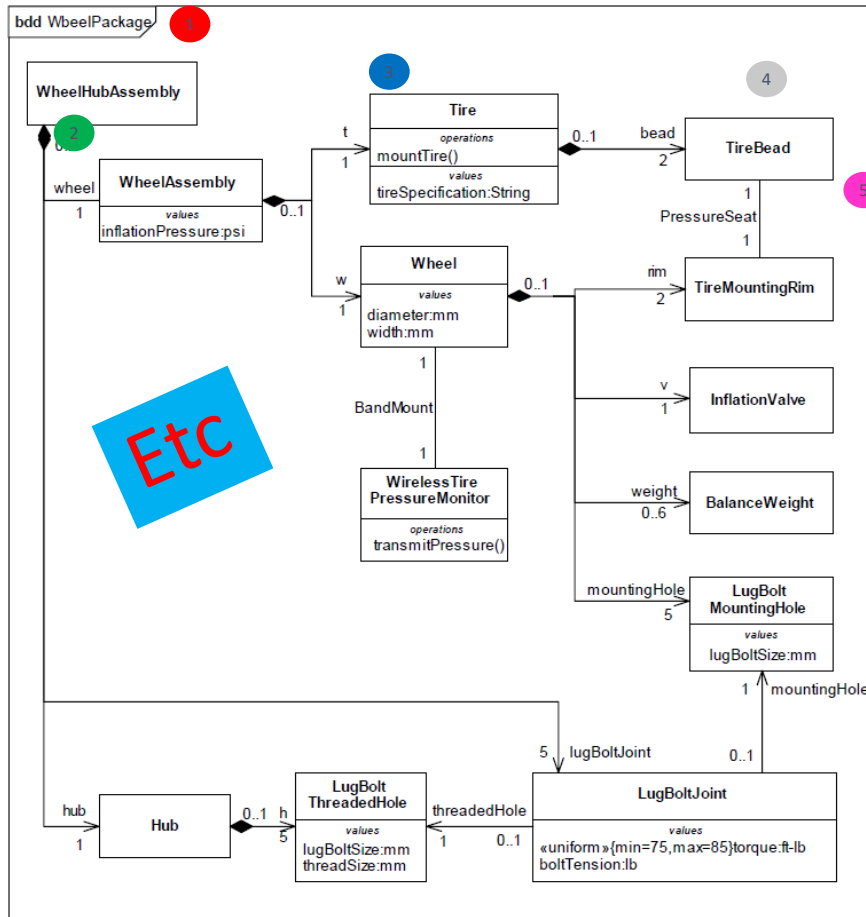 bdd WbeelPackage
1
WheelHubAssembly
2
0..
3
4
5
t
1
Tire
operations
mountTire()
values
tireSpecification:String
0..1
bead
2
TireBead
wheel
1
WheelAssembly
values
inflationPressure:psi
0..1
1
PressureSeat
1
w
1
Wheel
values
diameter:mm
width:mm
0..1
rim
2
TireMountingRim
1
BandMount
1
v
1
InflationValve
Etc
WirelessTire
PressureMonitor
operations
transmitPressure()
weight
0..6
BalanceWeight
mountingHole
5
LugBolt
MountingHole
values
lugBoltSize:mm
1
mountingHole
0..1
5
lugBoltJoint
hub
1
Hub
0..1
h
5
LugBolt
ThreadedHole
values
lugBoltSize:mm
threadSize:mm
threadedHole
1
0..1
LugBoltJoint
values
«uniform»{min=75,max=85}torque:ft-lb
boltTension:lb